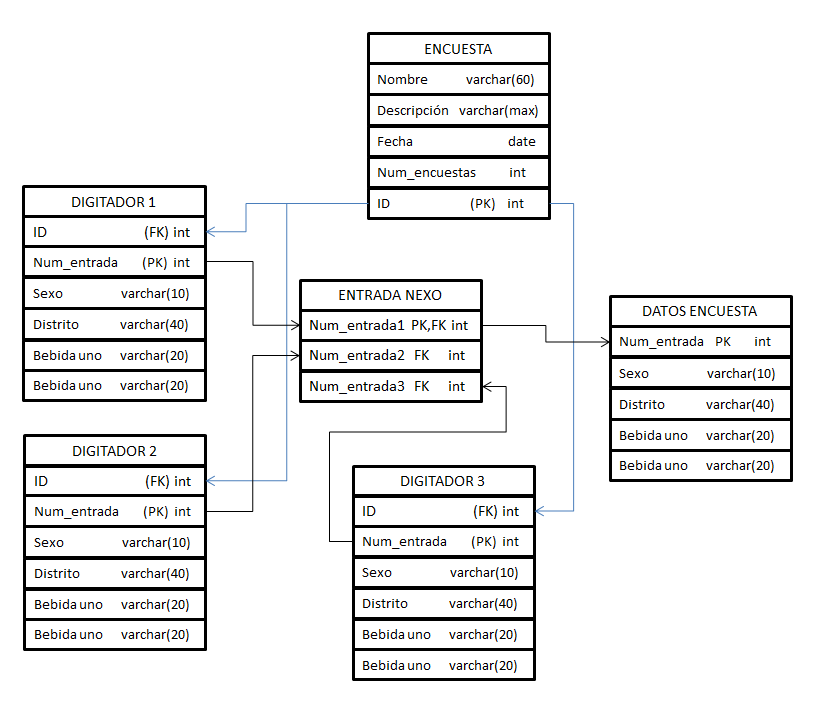 ENCUESTA
Nombre varchar(60)
Descripción varchar(max)
Fecha date
Num_encuestas int
ID (PK) int
DIGITADOR 1
ID (FK) int
Num_entrada (PK) int
Sexo varchar(10)
Distrito varchar(40)
Bebida uno varchar(20)
Bebida uno varchar(20)
ENTRADA NEXO
Num_entrada1 PK,FK int
Num_entrada2 FK int
Num_entrada3 FK int
DATOS ENCUESTA
Num_entrada PK int
Sexo varchar(10)
Distrito varchar(40)
Bebida uno varchar(20)
Bebida uno varchar(20)
DIGITADOR 2
ID (FK) int
Num_entrada (PK) int
Sexo varchar(10)
Distrito varchar(40)
Bebida uno varchar(20)
Bebida uno varchar(20)
DIGITADOR 3
ID (FK) int
Num_entrada (PK) int
Sexo varchar(10)
Distrito varchar(40)
Bebida uno varchar(20)
Bebida uno varchar(20)